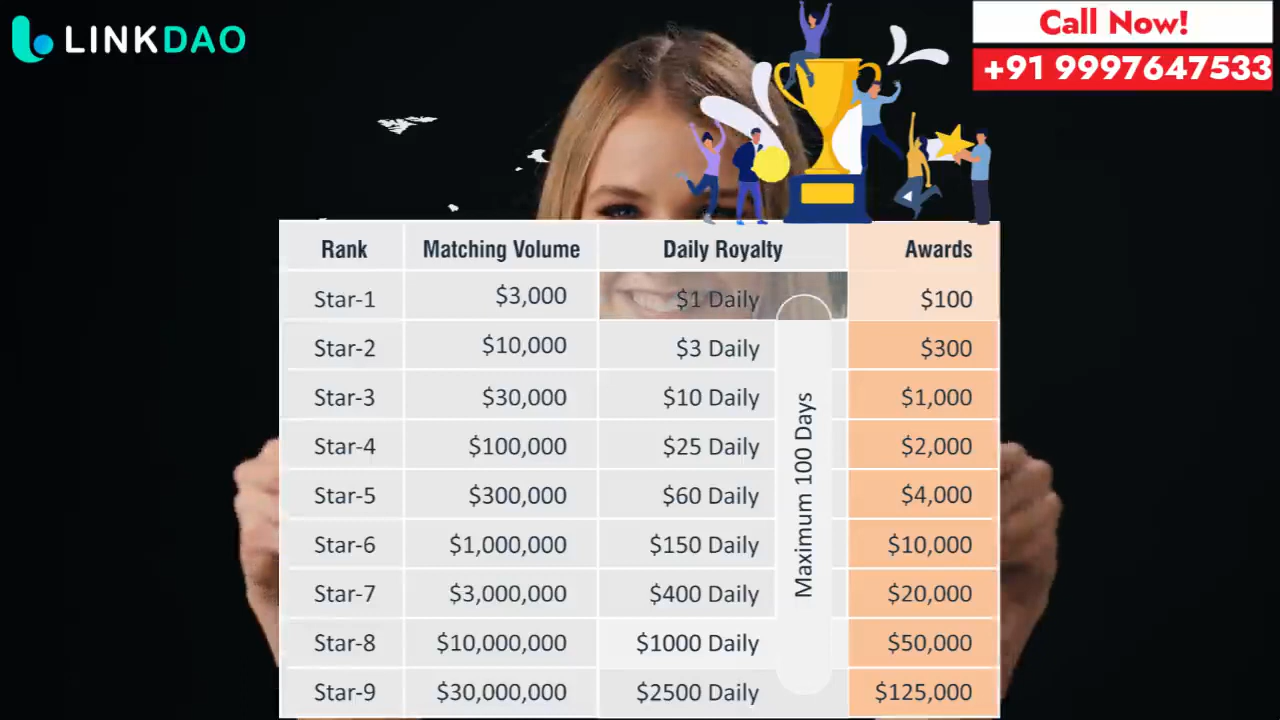 LINKDAO
Call Now!
+91 9997647533
Rank Matching Volume Daily Royalty Awards
Star-1 $3,000 $1 Daily $100
Star-2 $10,000 $3 Daily $300
Star-3 $30,000 $10 Daily $1,000
Star-4 $100,000 $25 Daily $2,000
Star-5 $300,000 $60 Daily $4,000
Star-6 $1,000,000 $150 Daily $10,000
Star-7 $3,000,000 $400 Daily $20,000
Star-8 $10,000,000 $1000 Daily $50,000
Star-9 $30,000,000 $2500 Daily $125,000
Maximum 100 Days